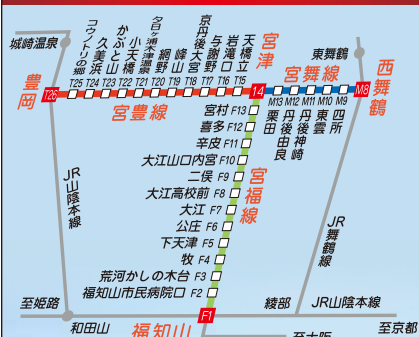 城崎温泉
豊岡
T26
コウノトリの郷
T25
久美浜
T24
かぶと山
T23
小天橋
T22
夕日ヶ浦木津温泉
T21
網野
T20
峰山
T19
京丹後大宮
T18
与謝野
T17
岩滝口
T16
天橋立
T15
宮津
14
宮豊線
宮舞線
M13
栗田
M12
丹後由良
M11
丹後神崎
M10
東雲
M9
四所
M8
西舞鶴
東舞鶴
宮村 F13
喜多 F12
辛皮 F11
大江山口内宮 F10
二俣 F9
大江高校前 F8
大江 F7
公庄 F6
下天津 F5
牧 F4
荒河かしの木台 F3
福知山市民病院口 F2
宮福線
F1
福知山
JR山陰本線
JR舞鶴線
至姫路
和田山
綾部
JR山陰本線
至京都
至大阪